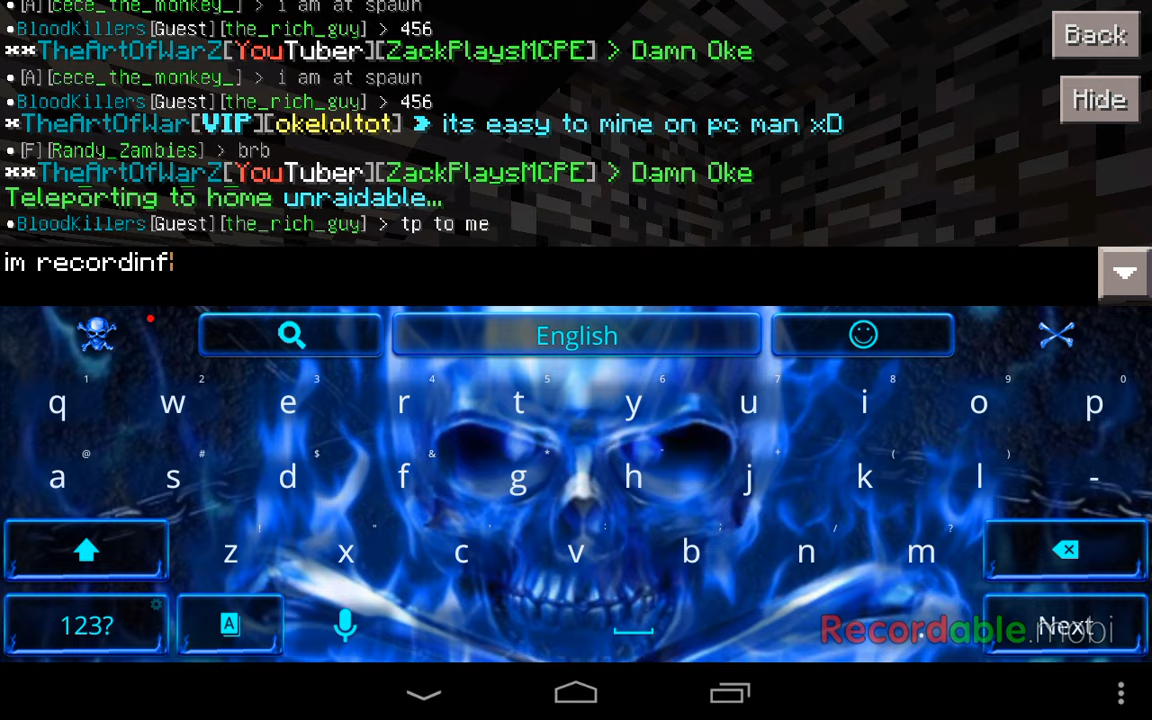 •[A][cece_the_monkey_] > i am at spawn
•BloodKillers[Guest][the_rich_guy] > 456
**TheArtOfWarZ[YouTuber][ZackPlaysMCPE] > Damn Oke
•[A][cece_the_monkey_] > i am at spawn
•BloodKillers[Guest][the_rich_guy] > 456
*TheArtOfWar[VIP][okeloltot] its easy to mine on pc man xD
•[F][Randy_Zambies] > brb
**TheArtOfWarZ[YouTuber][ZackPlaysMCPE] > Damn Oke
Teleporting to home unraidable...
•BloodKillers[Guest][the_rich_guy] > tp to me
Back
Hide
im recordinf
English
1 2 3 4 5 6 7 8 9 0
q w e r t y u i o p
@ # $ & * - + ( )
a s d f g h j k l -
! " ' : ; / ?
z x c v b n m
123? A . Next
Recordable.mobi